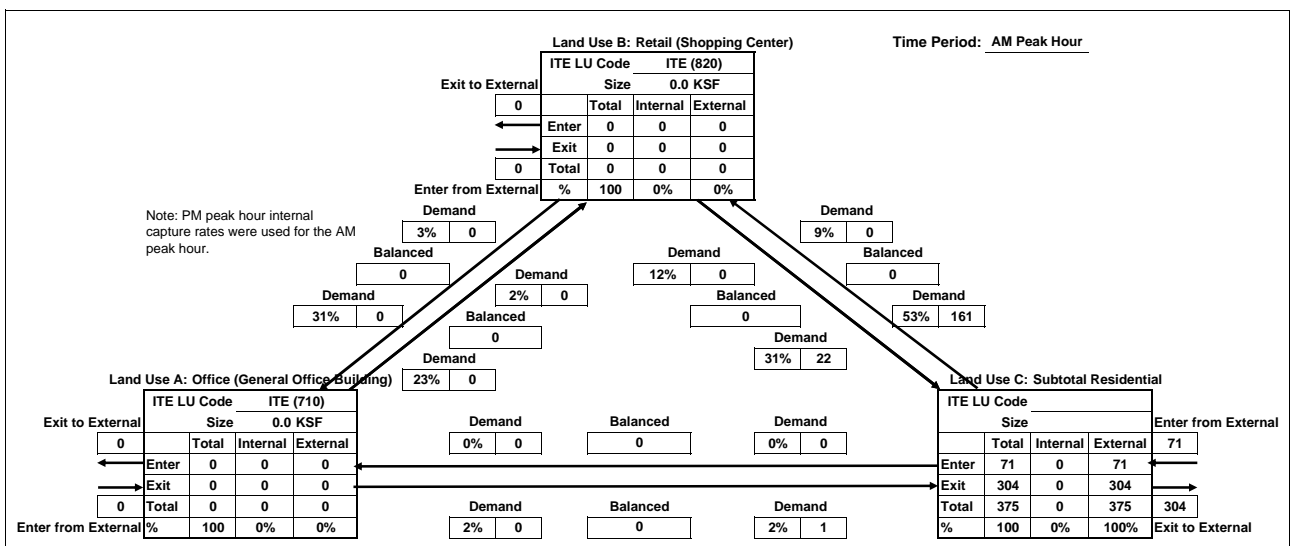 Land Use B: Retail (Shopping Center)
Time Period: AM Peak Hour
ITE LU Code ITE (820)
Exit to External Size 0.0 KSF
0 Total Internal External
Enter 0 0 0
Exit 0 0 0
0 Total 0 0 0
Enter from External % 100 0% 0%
Note: PM peak hour internal
capture rates were used for the AM
peak hour.
Demand Demand
3% 0 9% 0
Balanced Demand Demand Balanced
0 2% 0 12% 0 0
Demand Balanced Balanced Demand
31% 0 0 0 53% 161
Demand Demand
23% 0 31% 22
Land Use A: Office (General Office Building)
ITE LU Code ITE (710)
Exit to External Size 0.0 KSF
0 Total Internal External
Enter 0 0 0
Exit 0 0 0
0 Total 0 0 0
Enter from External % 100 0% 0%
Demand Balanced Demand
0% 0 0 0% 0
Demand Balanced Demand
2% 0 0 2% 1
Land Use C: Subtotal Residential
ITE LU Code
Size Enter from External
Total Internal External 71
Enter 71 0 71
Exit 304 0 304
Total 375 0 375 304
% 100 0% 100% Exit to External